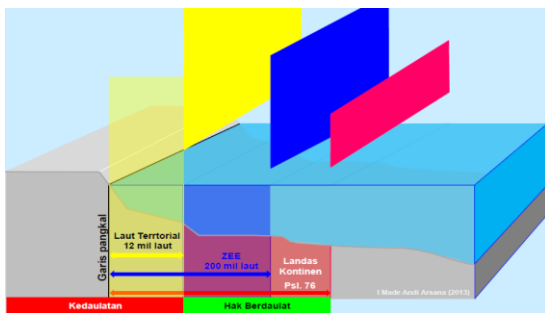 Garis pangkal
Laut Territorial
12 mil laut
ZEE
200 mil laut
Landas
Kontinen
Psl. 76
I Made Andi Arsana (2013)
Kedaulatan
Hak Berdaulat